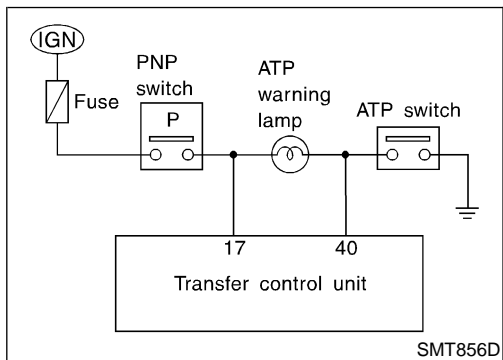 IGN
Fuse
PNP
switch
P
ATP
warning
lamp
ATP switch
17
40
Transfer control unit
SMT856D